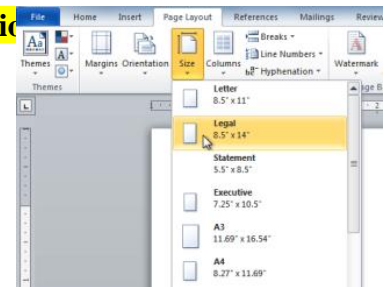 File Home Insert Page Layout References Mailings Review
Breaks
Line Numbers
Hyphenation
Themes Margins Orientation Size Columns Watermark
Themes
Letter
8.5" x 11"
Legal
8.5" x 14"
Statement
5.5" x 8.5"
Executive
7.25" x 10.5"
A3
11.69" x 16.54"
A4
8.27" x 11.69"